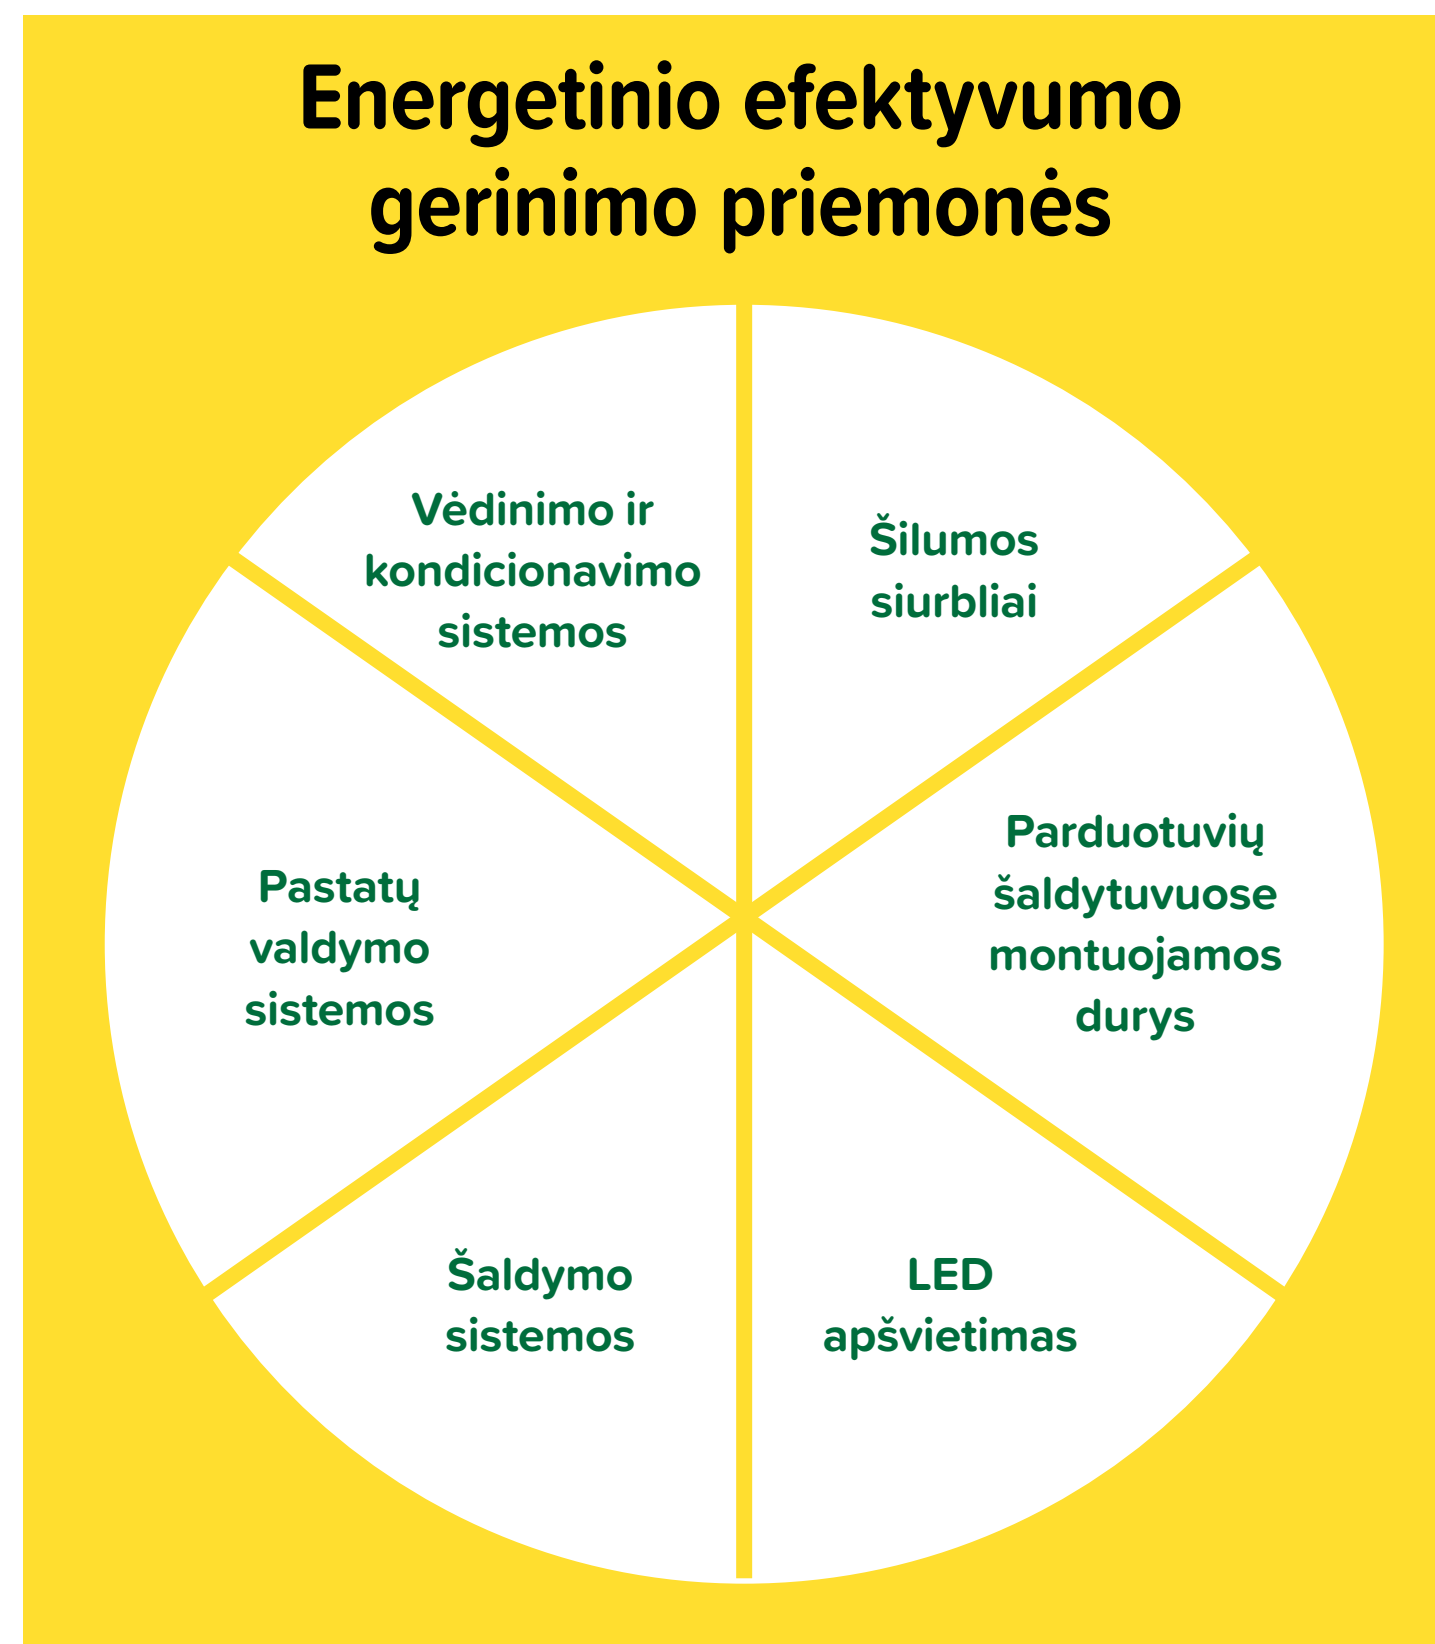 Energetinio efektyvumo
gerinimo priemonės
Vėdinimo ir
kondicionavimo
sistemos
Šilumos
siurbliai
Parduotuvių
šaldytuvuose
montuojamos
durys
Pastatų
valdymo
sistemos
Šaldymo
sistemos
LED
apšvietimas